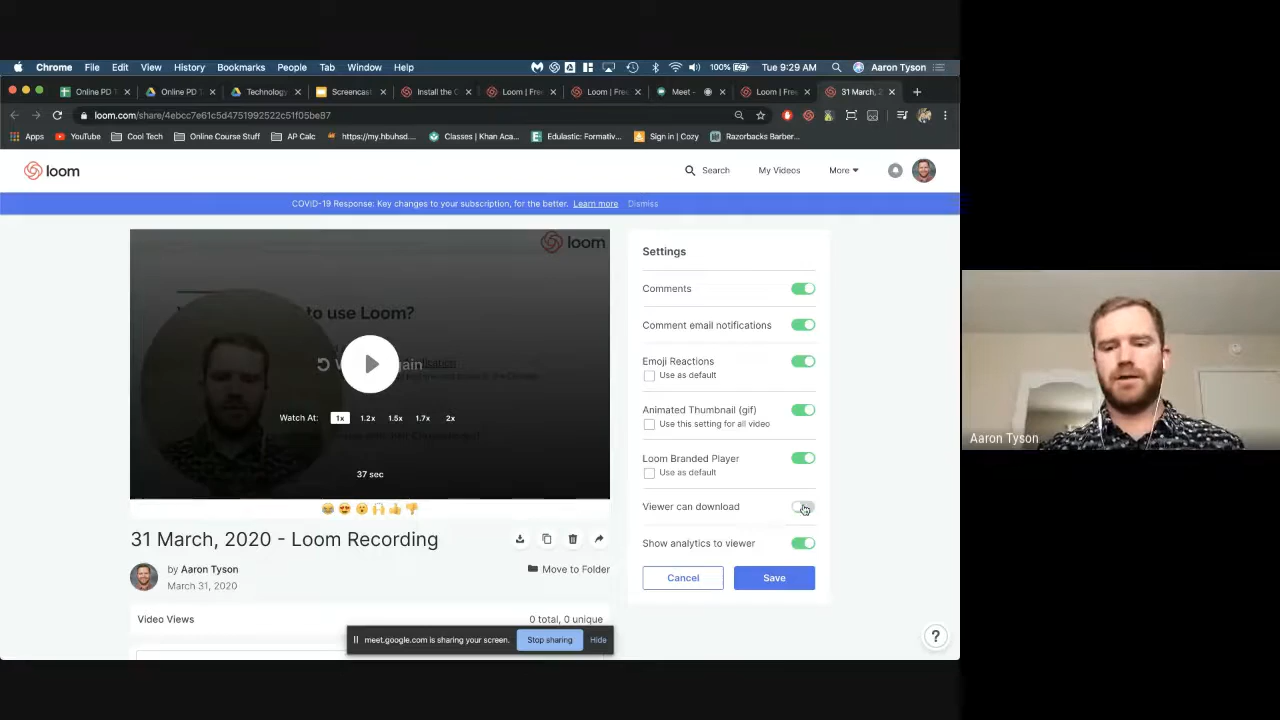 Chrome File Edit View History Bookmarks People Tab Window Help 100% Tue 9:29 AM Aaron Tyson
Online PD Online PD Technology Screencast Install the C Loom | Fre Loom | Fre Meet - Loom | Fre 31 March, 2
loom.com/share/4ebcc7e61c5d4751992522c51f05be87
Apps YouTube Cool Tech Online Course Stuff AP Calc https://my.hbuhsd... Classes | Khan Aca... Edulastic: Formativ... Sign in | Cozy Razorbacks Barber...
loom Search My Videos More
COVID-19 Response: Key changes to your subscription, for the better. Learn more Dismiss
loom
to use Loom?
Watch At: 1x 1.2x 1.5x 1.7x 2x
37 sec
31 March, 2020 - Loom Recording
by Aaron Tyson
March 31, 2020
Move to Folder
Video Views 0 total, 0 unique
Settings
Comments
Comment email notifications
Emoji Reactions
Use as default
Animated Thumbnail (gif)
Use this setting for all video
Loom Branded Player
Use as default
Viewer can download
Show analytics to viewer
Cancel Save
meet.google.com is sharing your screen. Stop sharing Hide
?
Aaron Tyson